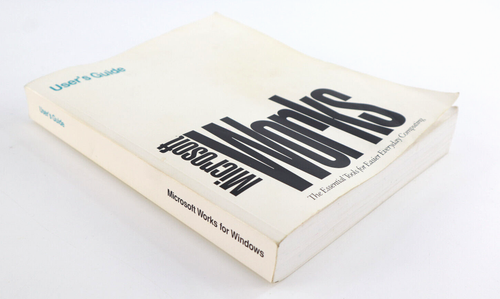 User's Guide
Microsoft
Works
The Essential Tools for Easier Everyday Computing
User's Guide
Microsoft Works for Windows